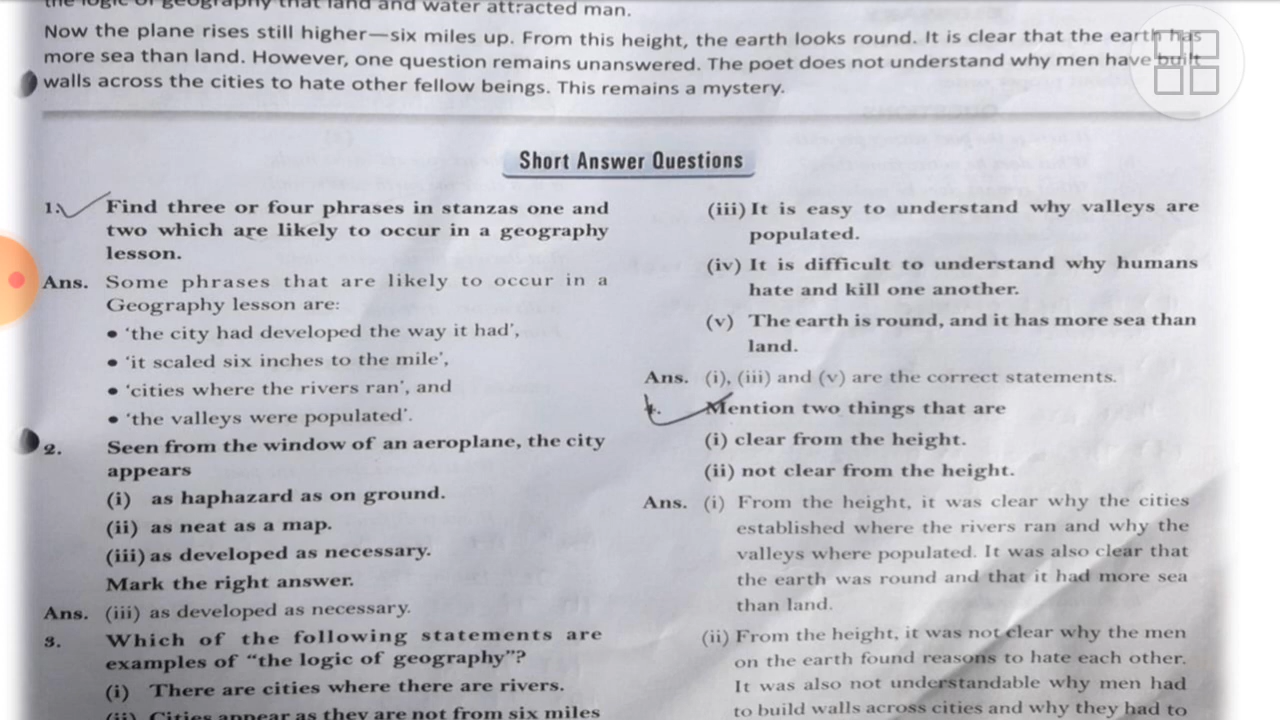 the logic of geography that land and water attracted man.
Now the plane rises still higher—six miles up. From this height, the earth looks round. It is clear that the earth has
more sea than land. However, one question remains unanswered. The poet does not understand why men have built
walls across the cities to hate other fellow beings. This remains a mystery.
Short Answer Questions
1. Find three or four phrases in stanzas one and
two which are likely to occur in a geography
lesson.
Ans. Some phrases that are likely to occur in a
Geography lesson are:
• 'the city had developed the way it had',
• 'it scaled six inches to the mile',
• 'cities where the rivers ran', and
• 'the valleys were populated'.
2. Seen from the window of an aeroplane, the city
appears
(i) as haphazard as on ground.
(ii) as neat as a map.
(iii) as developed as necessary.
Mark the right answer.
Ans. (iii) as developed as necessary.
3. Which of the following statements are
examples of "the logic of geography"?
(i) There are cities where there are rivers.
(ii) Cities appear as they are not from six miles
(iii) It is easy to understand why valleys are
populated.
(iv) It is difficult to understand why humans
hate and kill one another.
(v) The earth is round, and it has more sea than
land.
Ans. (i), (iii) and (v) are the correct statements.
4. Mention two things that are
(i) clear from the height.
(ii) not clear from the height.
Ans. (i) From the height, it was clear why the cities
established where the rivers ran and why the
valleys where populated. It was also clear that
the earth was round and that it had more sea
than land.
(ii) From the height, it was not clear why the men
on the earth found reasons to hate each other.
It was also not understandable why men had
to build walls across cities and why they had to